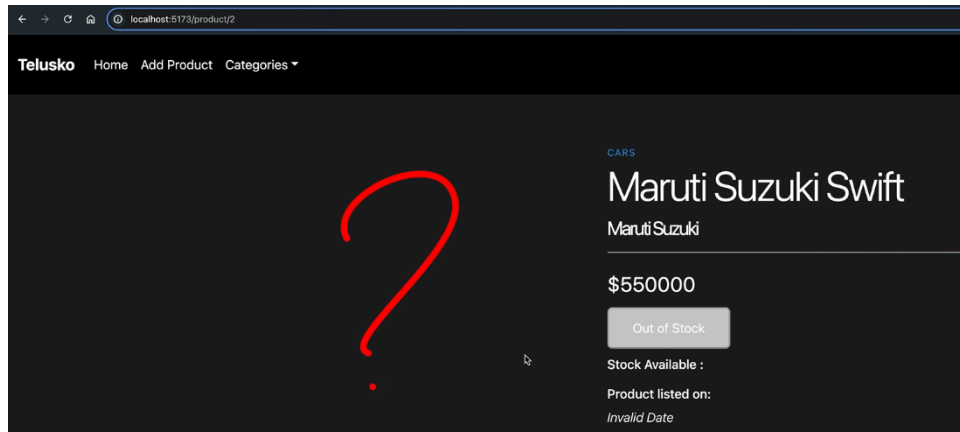 localhost:5173/product/2
Telusko Home Add Product Categories
CARS
Maruti Suzuki Swift
Maruti Suzuki
$550000
Out of Stock
Stock Available :
Product listed on:
Invalid Date
?